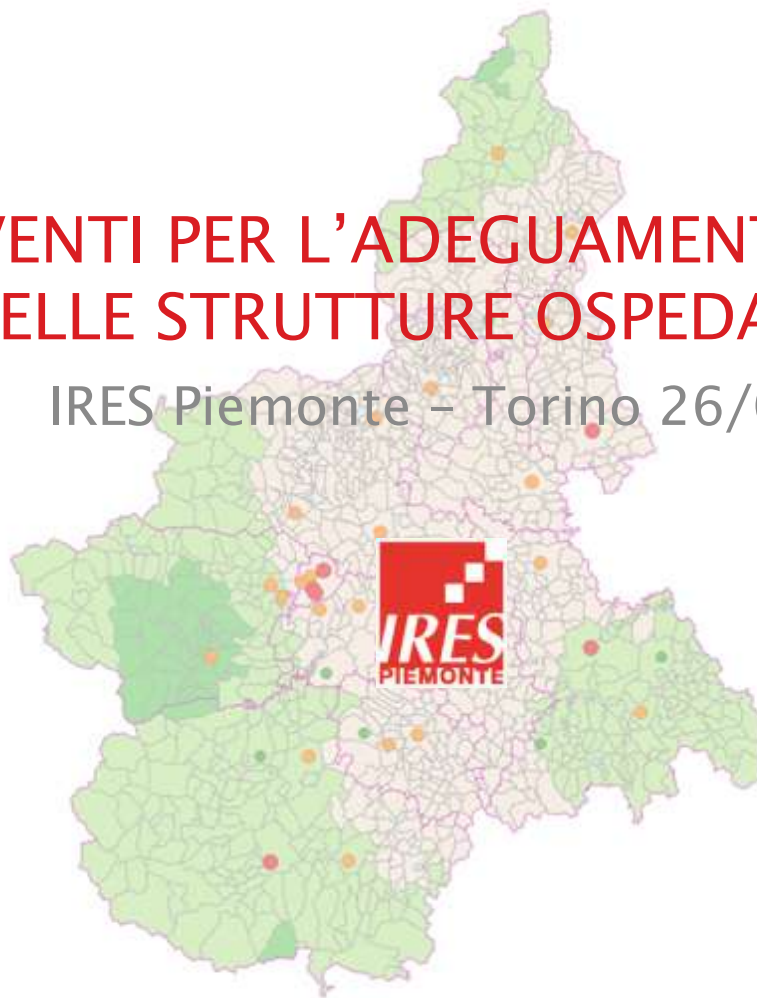 VENTI PER L’ADEGUAMENT
ELLE STRUTTURE OSPEDA
IRES Piemonte – Torino 26/
IRES
PIEMONTE